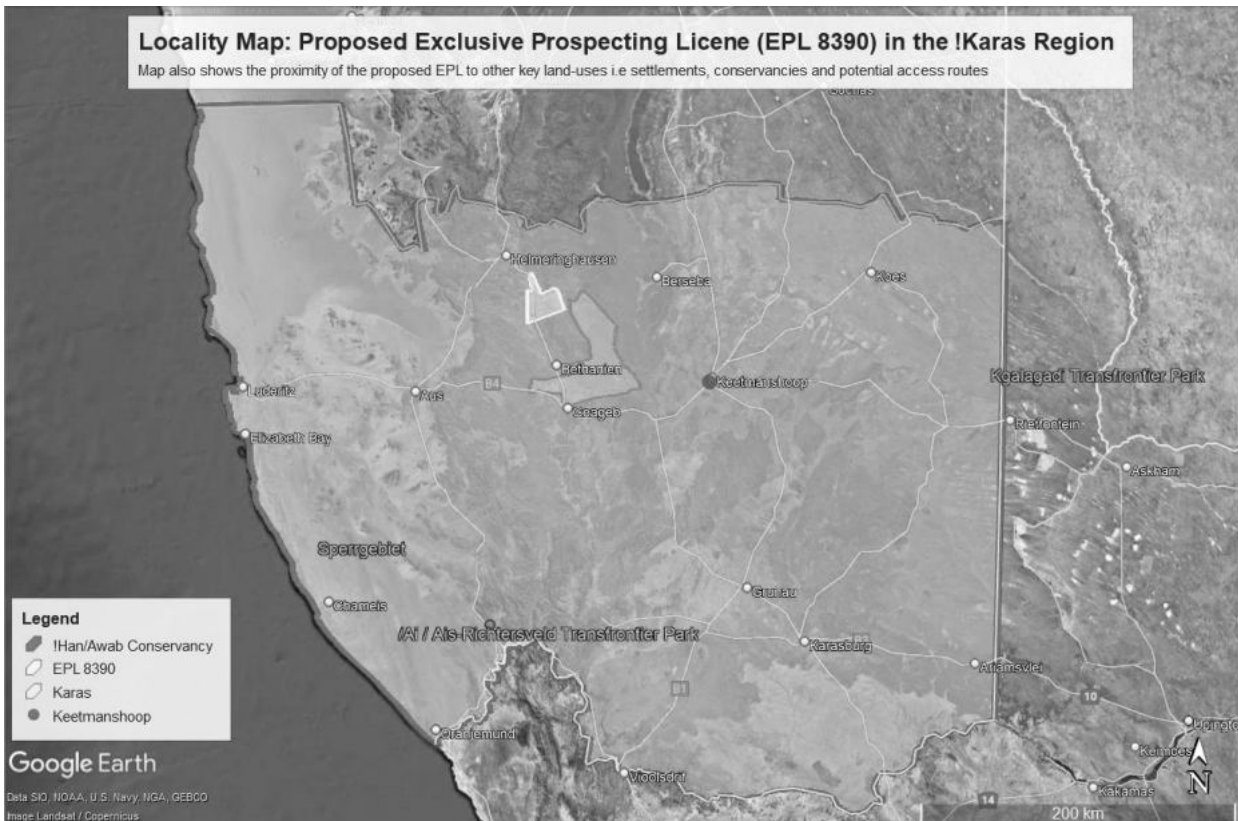 Locality Map: Proposed Exclusive Prospecting Licene (EPL 8390) in the !Karas Region
Map also shows the proximity of the proposed EPL to other key land-uses i.e settlements, conservancies and potential access routes
Helmeringhausen
Berseba
Koes
Bethanien
B4
Keetmanshoop
Luderitz
Aus
Goageb
Kgalagadi Transfrontier Park
Elizabeth Bay
Rietfontein
Askham
Sperrgebiet
Grunau
Chameis
/Ai / Ais-Richtersveld Transfrontier Park
Karasburg
Ariamsvlei
B1
10
Oranjemund
Upington
Keimoes
Vioolsdrif
Kakamas
N
14
200 km
Legend
!Han/Awab Conservancy
EPL 8390
Karas
Keetmanshoop
Google Earth
Data SIO, NOAA, U.S. Navy, NGA, GEBCO
Image Landsat / Copernicus